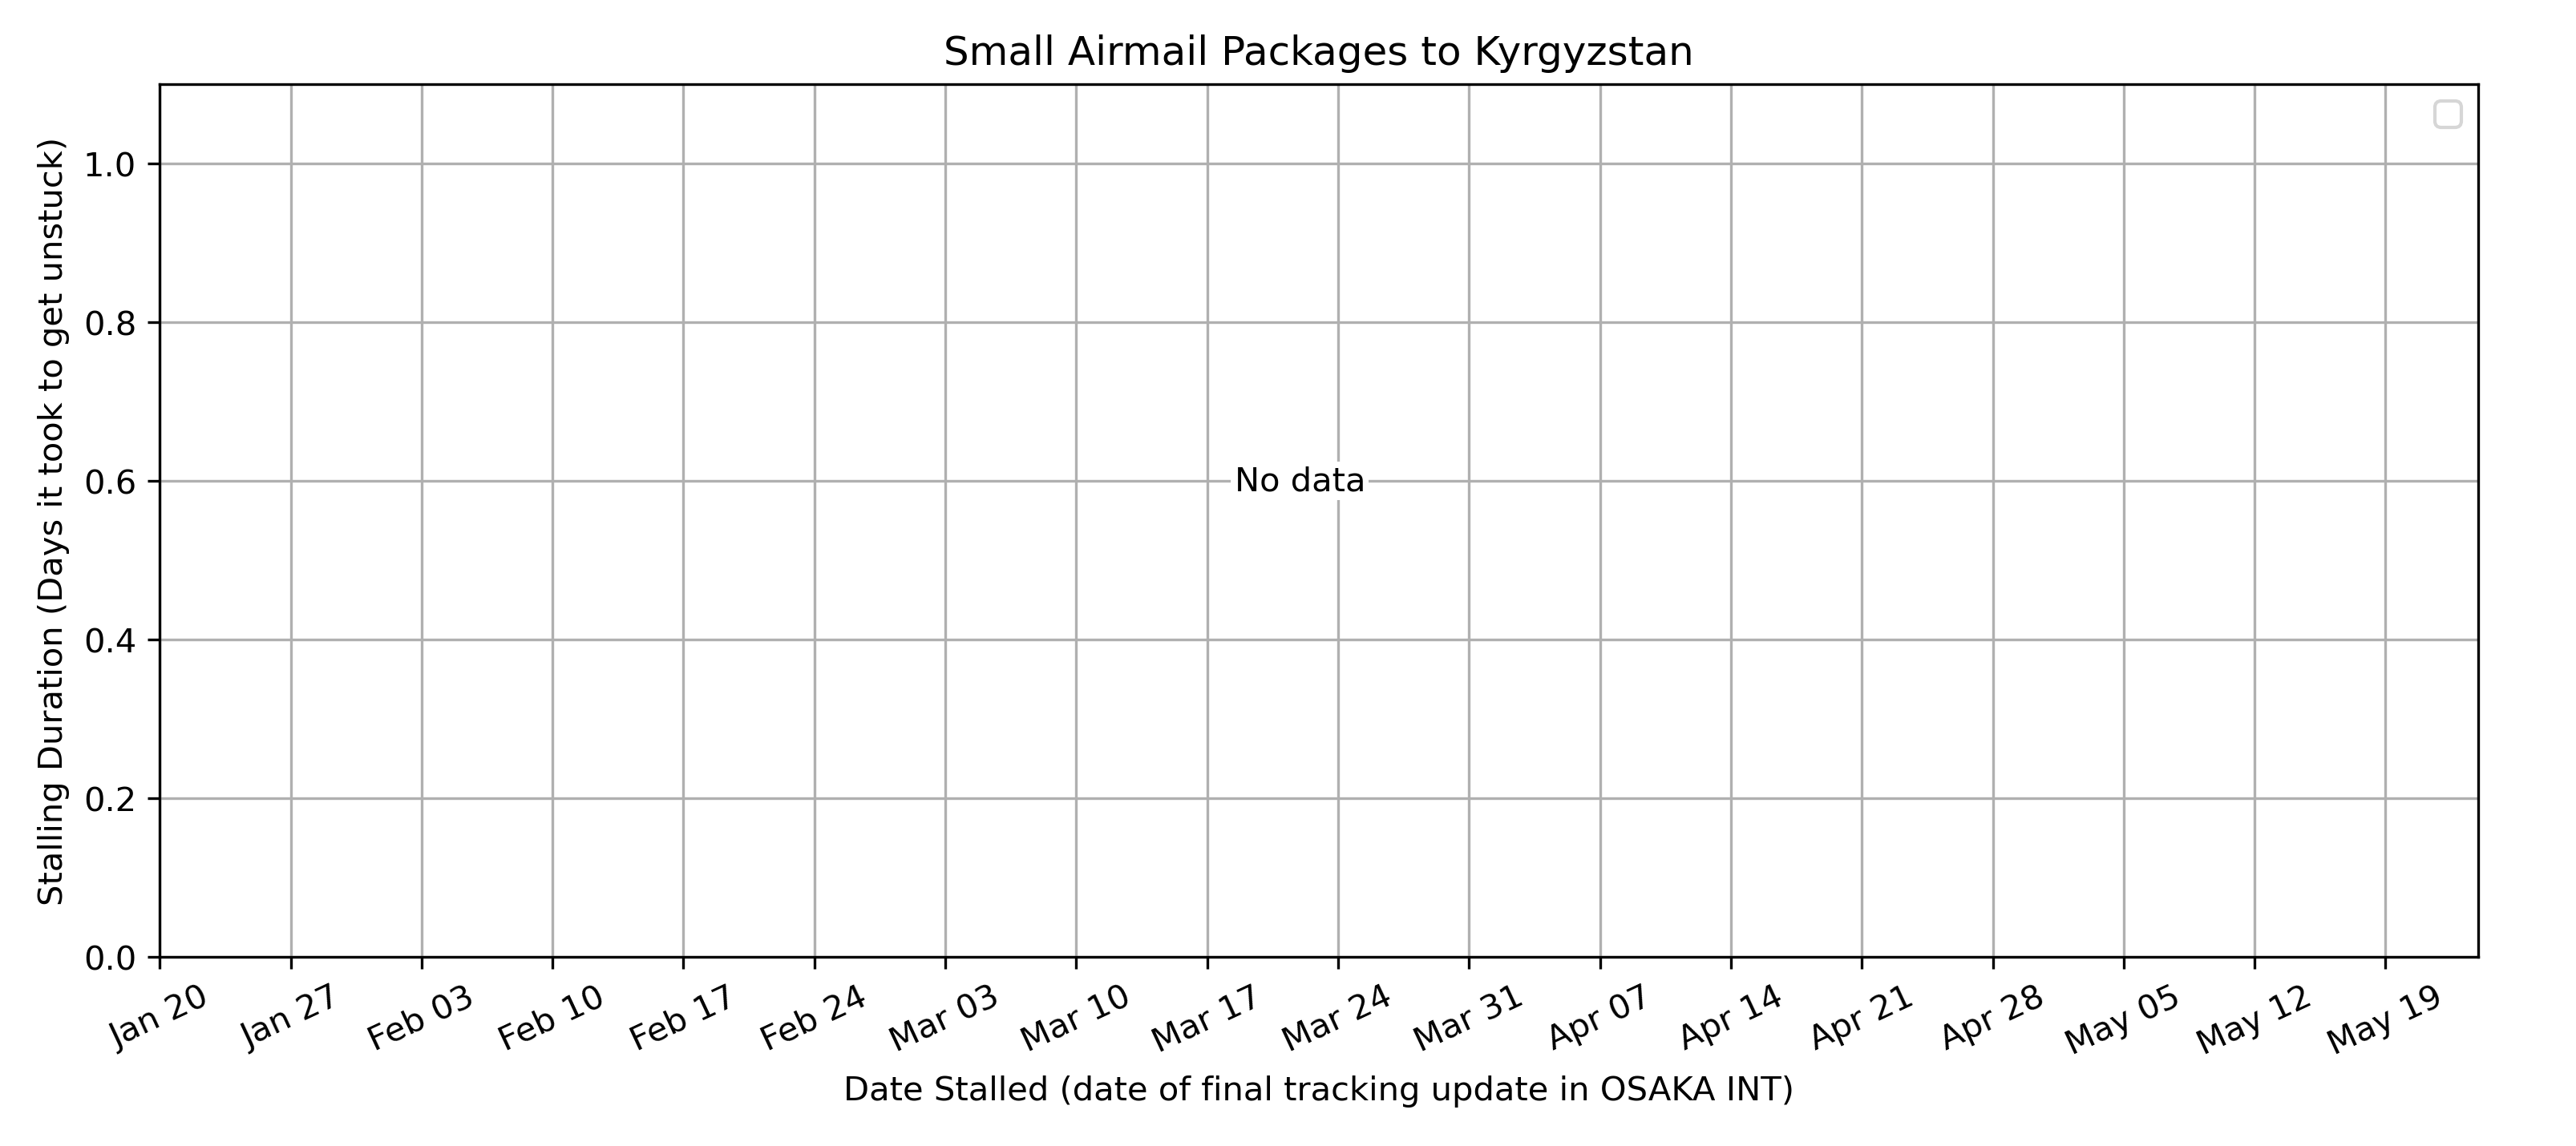 Small Airmail Packages to Kyrgyzstan
Stalling Duration (Days it took to get unstuck)
1.0
0.8
0.6
0.4
0.2
0.0
No data
Jan 20
Jan 27
Feb 03
Feb 10
Feb 17
Feb 24
Mar 03
Mar 10
Mar 17
Mar 24
Mar 31
Apr 07
Apr 14
Apr 21
Apr 28
May 05
May 12
May 19
Date Stalled (date of final tracking update in OSAKA INT)